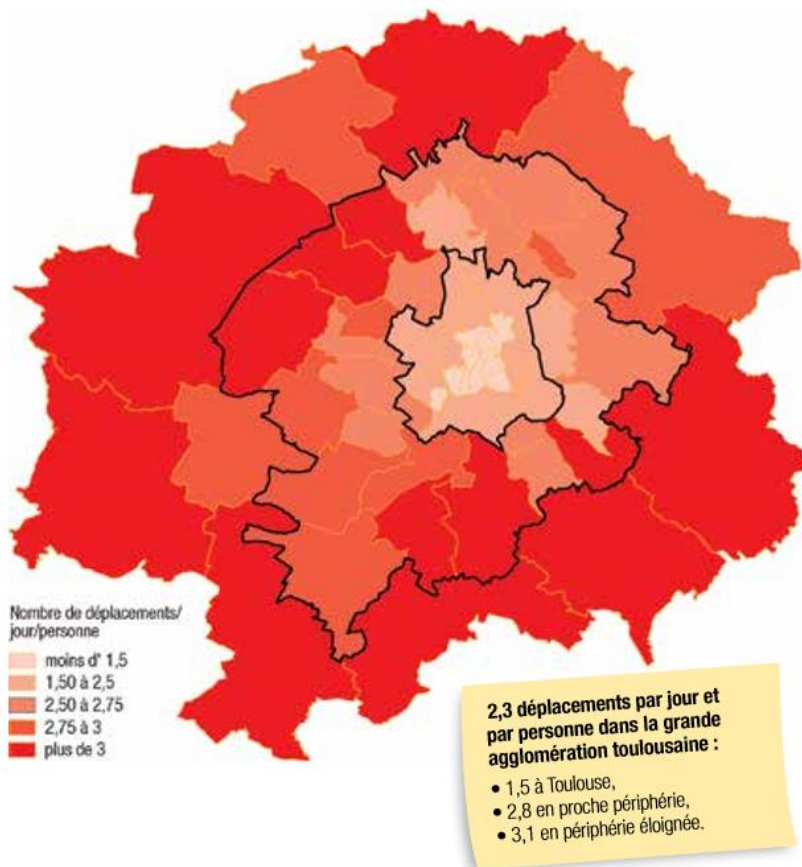 Nombre de déplacements/
jour/personne
moins d' 1,5
1,50 à 2,5
2,50 à 2,75
2,75 à 3
plus de 3
2,3 déplacements par jour et
par personne dans la grande
agglomération toulousaine :
• 1,5 à Toulouse,
• 2,8 en proche périphérie,
• 3,1 en périphérie éloignée.